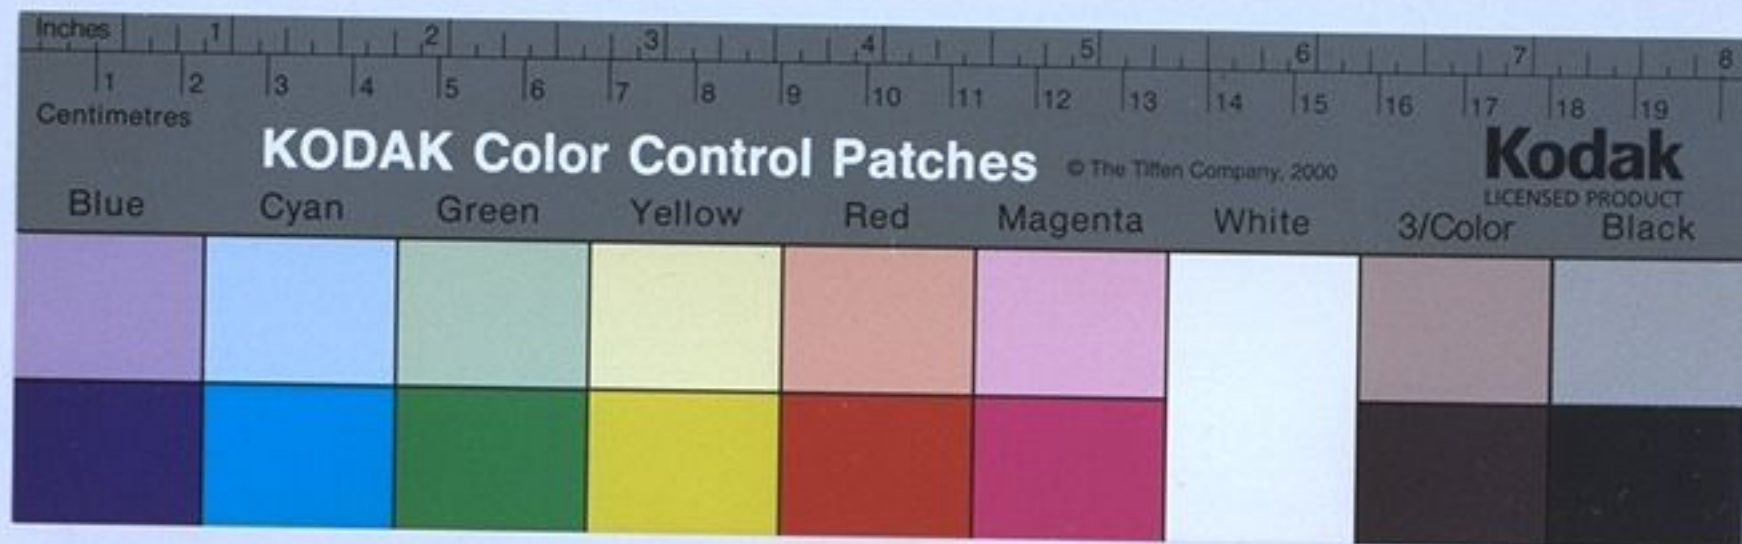 Inches 1 2 3 4 5 6 7 8
1 2 3 4 5 6 7 8 9 10 11 12 13 14 15 16 17 18 19
Centimetres
KODAK Color Control Patches © The Tiffen Company, 2000 Kodak
LICENSED PRODUCT
Blue Cyan Green Yellow Red Magenta White 3/Color Black